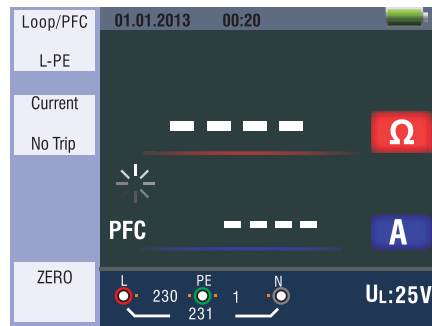 Loop/PFC 01.01.2013 00:20
L-PE
Current
No Trip
---- Ω
PFC ---- A
ZERO
L PE N
230 1
231
UL:25V